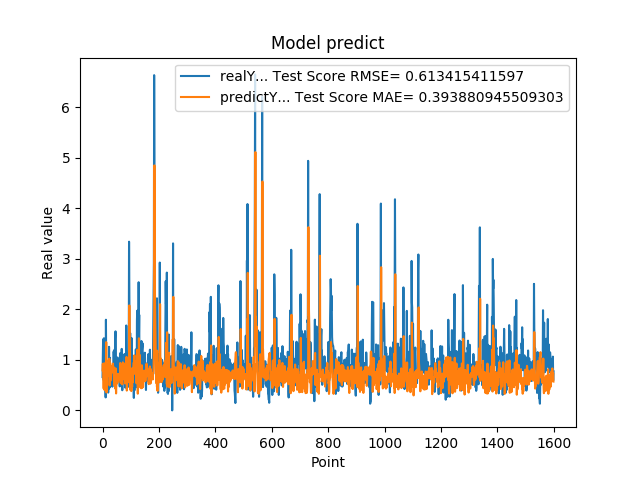 Model predict
realY... Test Score RMSE= 0.613415411597
predictY... Test Score MAE= 0.393880945509303
Real value
6
5
4
3
2
1
0
0 200 400 600 800 1000 1200 1400 1600
Point